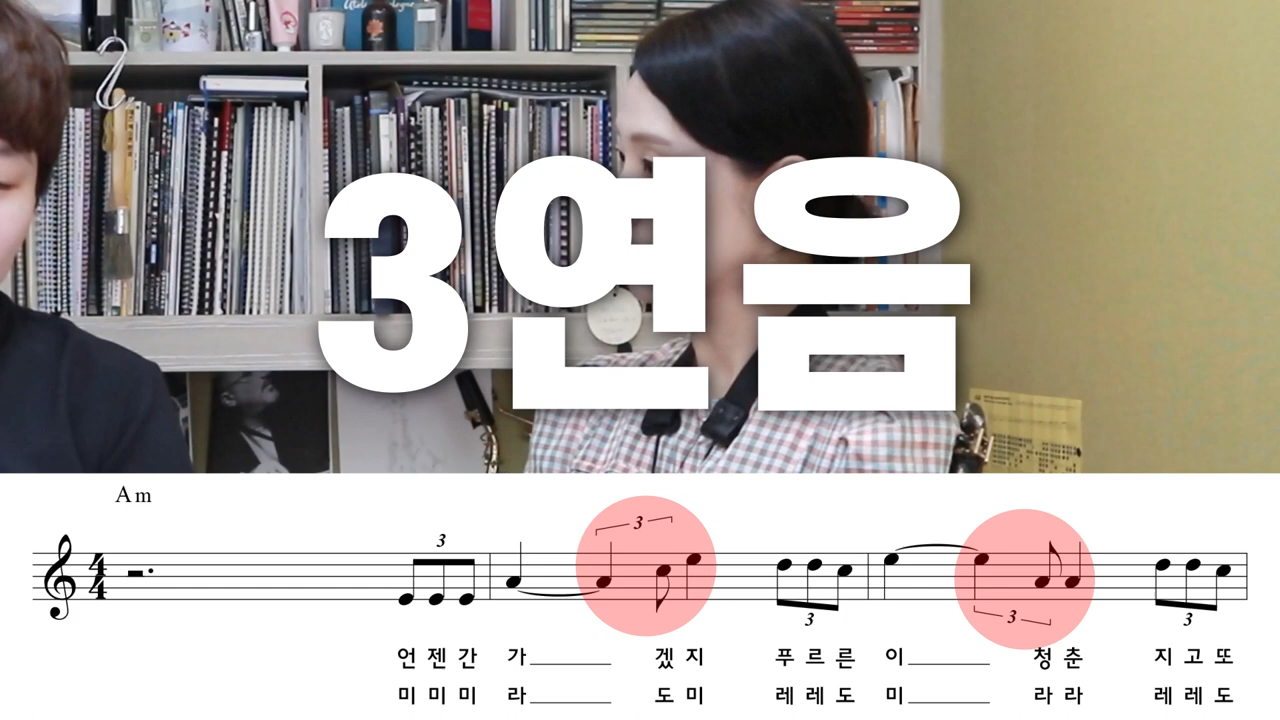 3연음
Am
3 3 3 3 3
언 젠 간 가 겠 지 푸 르 른 이 청 춘 지 고 또
미 미 미 라 도 미 레 레 도 미 라 라 레 레 도